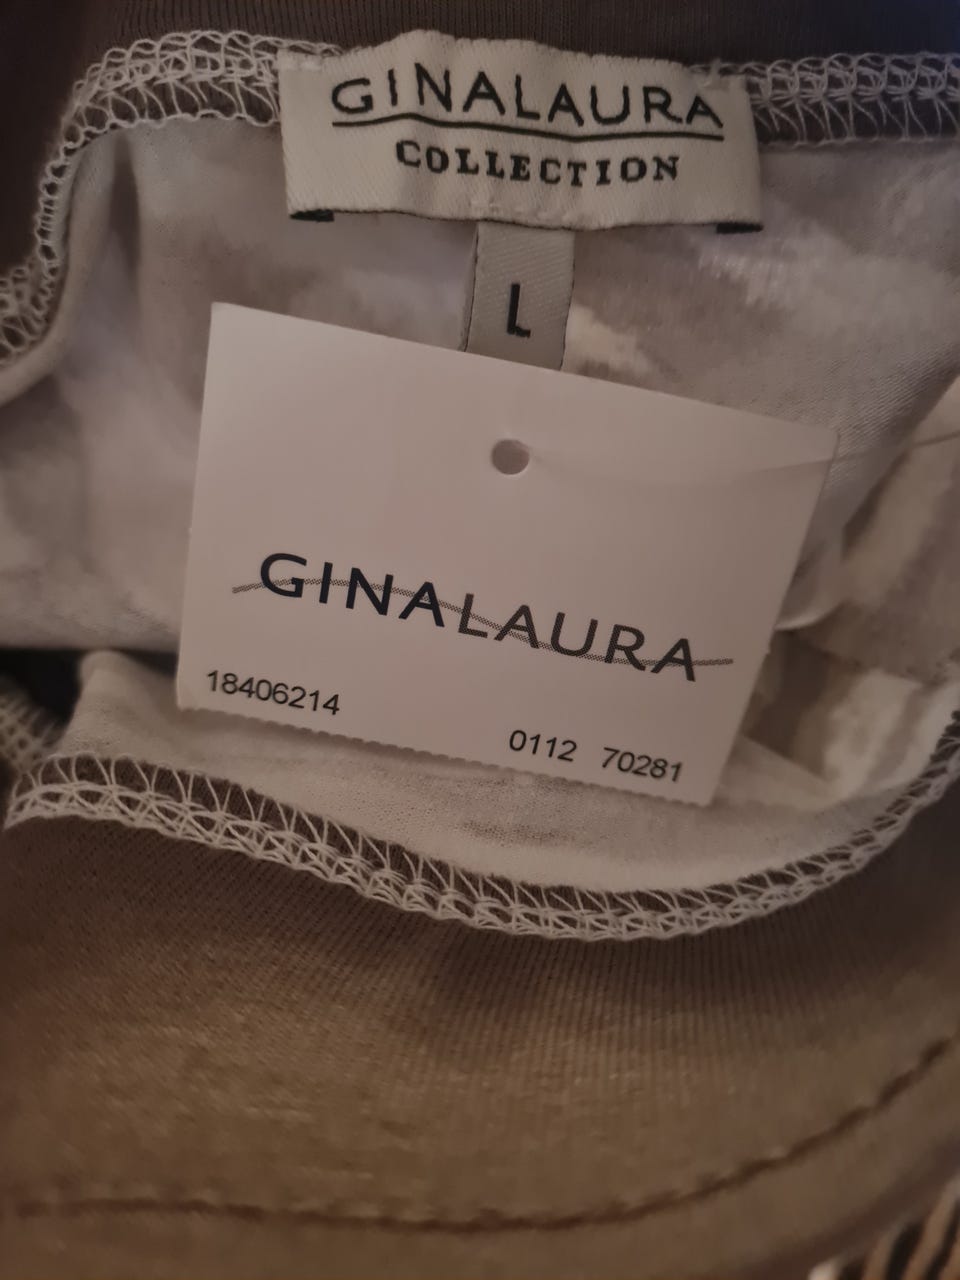 GINALAURA
COLLECTION
L
GINALAURA
18406214
0112 70281